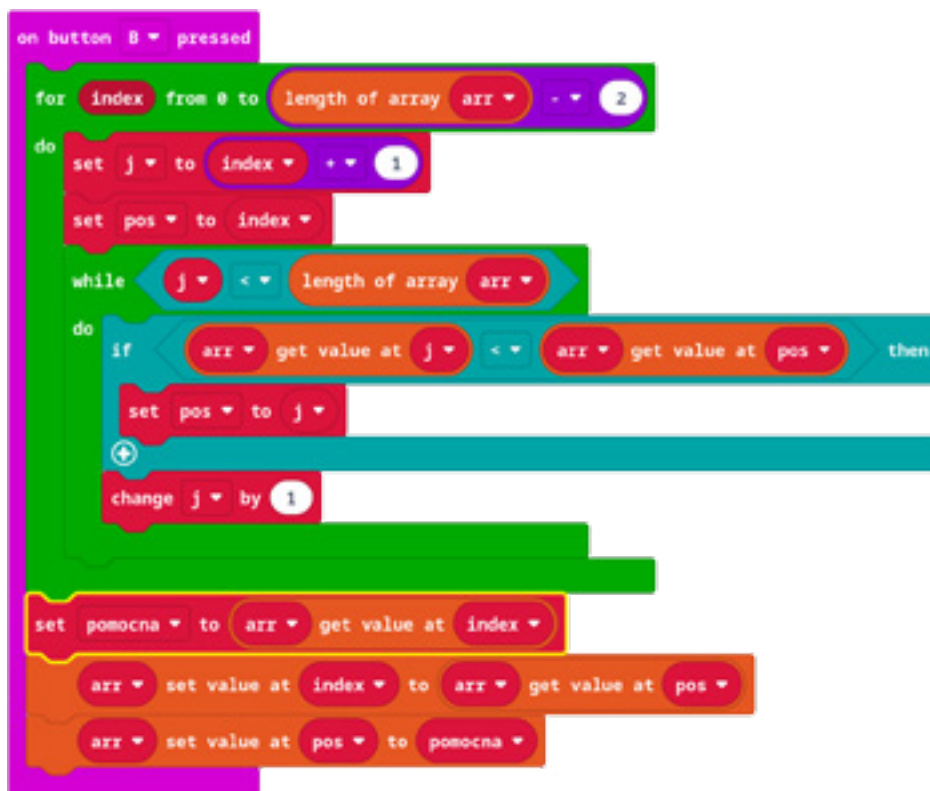 on button B pressed
for index from 0 to length of array arr - 2
do
set j to index + 1
set pos to index
while j < length of array arr
do
if arr get value at j < arr get value at pos then
set pos to j
change j by 1
set pomocna to arr get value at index
arr set value at index to arr get value at pos
arr set value at pos to pomocna